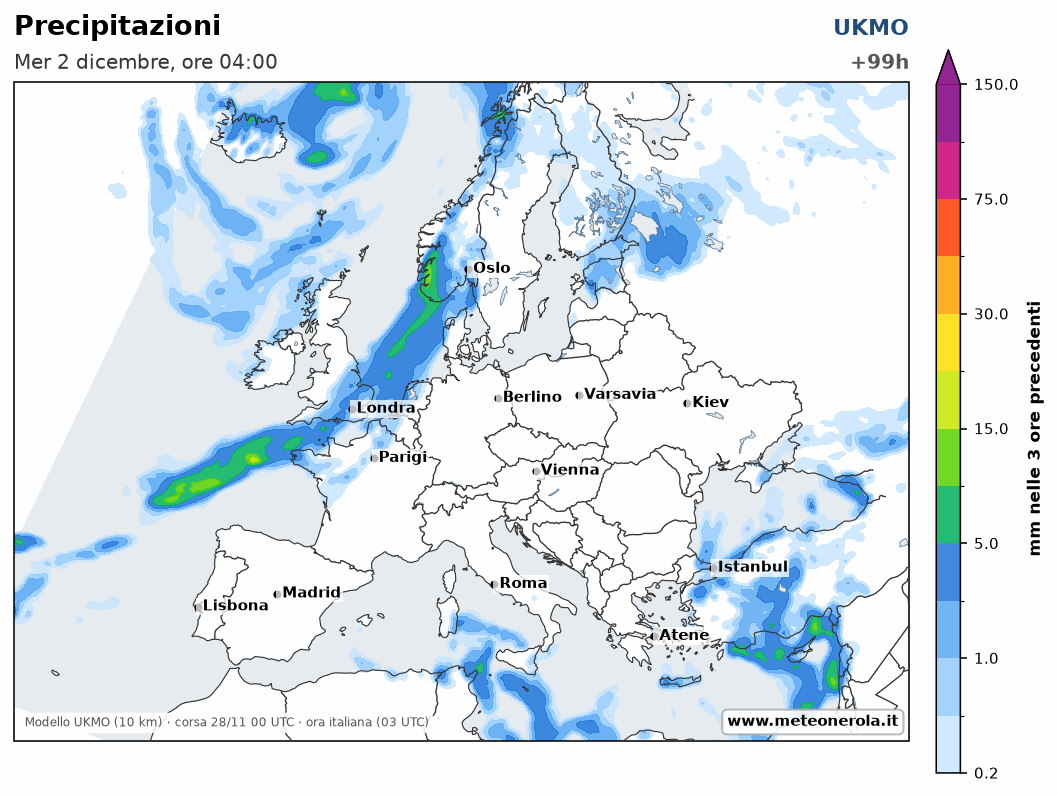 Precipitazioni
UKMO
Mer 2 dicembre, ore 04:00
+99h
150.0
75.0
30.0
15.0
5.0
1.0
0.2
mm nelle 3 ore precedenti
Oslo
Londra
Berlino
Varsavia
Kiev
Parigi
Vienna
Istanbul
Roma
Madrid
Lisbona
Atene
Modello UKMO (10 km) · corsa 28/11 00 UTC · ora italiana (03 UTC)
www.meteonerola.it